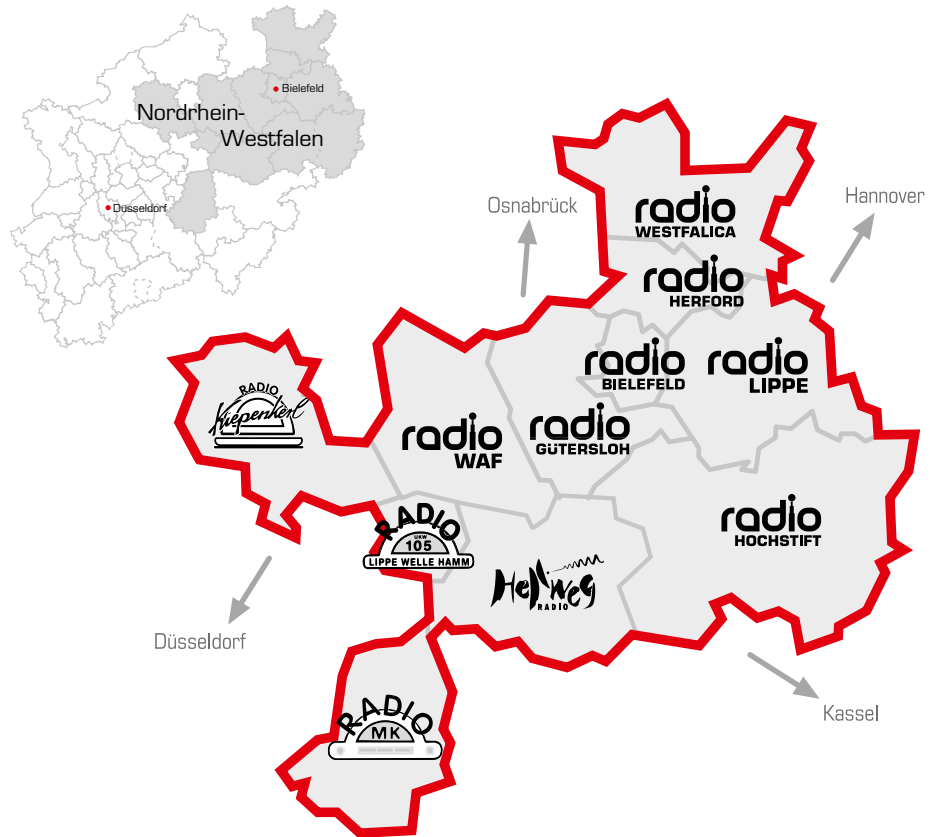 Bielefeld
Nordrhein-
Westfalen
Düsseldorf
Osnabrück
Hannover
radio
WESTFALICA
radio
HERFORD
radio
BIELEFELD
radio
LIPPE
RADIO
Kiepenkerl
radio
WAF
radio
GÜTERSLOH
radio
HOCHSTIFT
RADIO
UKW
105
LIPPE WELLE HAMM
Hellweg
RADIO
Düsseldorf
Kassel
RADIO
MK